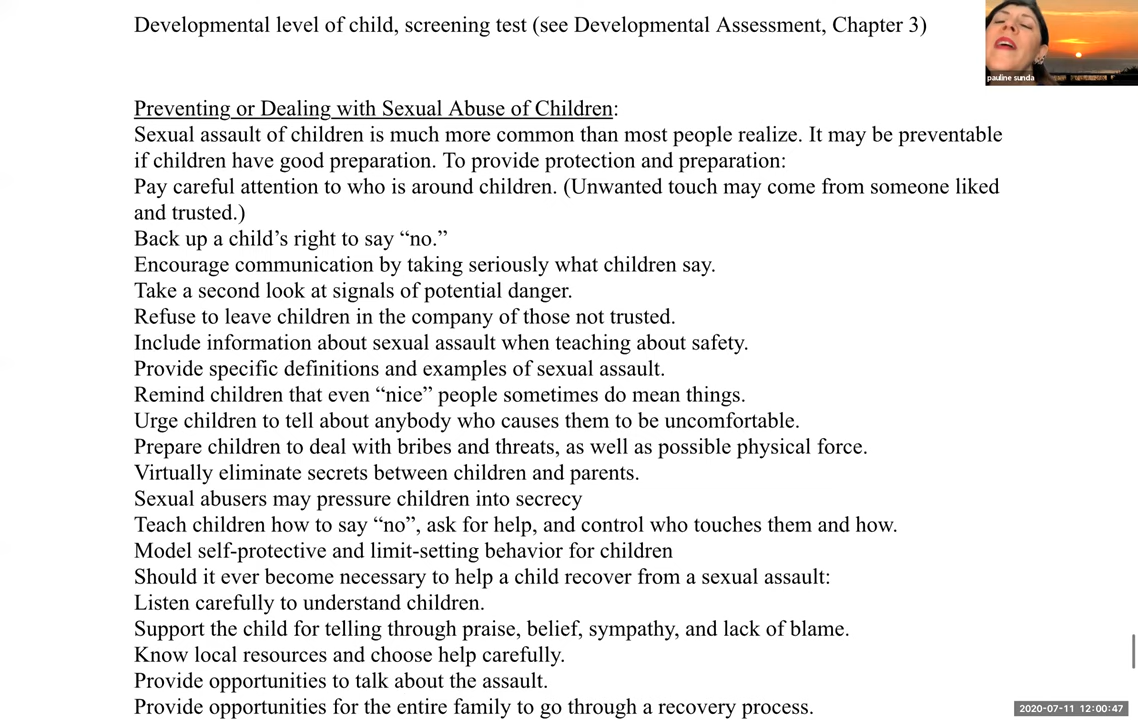 Developmental level of child, screening test (see Developmental Assessment, Chapter 3)
pauline sunda
Preventing or Dealing with Sexual Abuse of Children:
Sexual assault of children is much more common than most people realize. It may be preventable
if children have good preparation. To provide protection and preparation:
Pay careful attention to who is around children. (Unwanted touch may come from someone liked
and trusted.)
Back up a child’s right to say “no.”
Encourage communication by taking seriously what children say.
Take a second look at signals of potential danger.
Refuse to leave children in the company of those not trusted.
Include information about sexual assault when teaching about safety.
Provide specific definitions and examples of sexual assault.
Remind children that even “nice” people sometimes do mean things.
Urge children to tell about anybody who causes them to be uncomfortable.
Prepare children to deal with bribes and threats, as well as possible physical force.
Virtually eliminate secrets between children and parents.
Sexual abusers may pressure children into secrecy
Teach children how to say “no”, ask for help, and control who touches them and how.
Model self-protective and limit-setting behavior for children
Should it ever become necessary to help a child recover from a sexual assault:
Listen carefully to understand children.
Support the child for telling through praise, belief, sympathy, and lack of blame.
Know local resources and choose help carefully.
Provide opportunities to talk about the assault.
Provide opportunities for the entire family to go through a recovery process.
2020-07-11 12:00:47